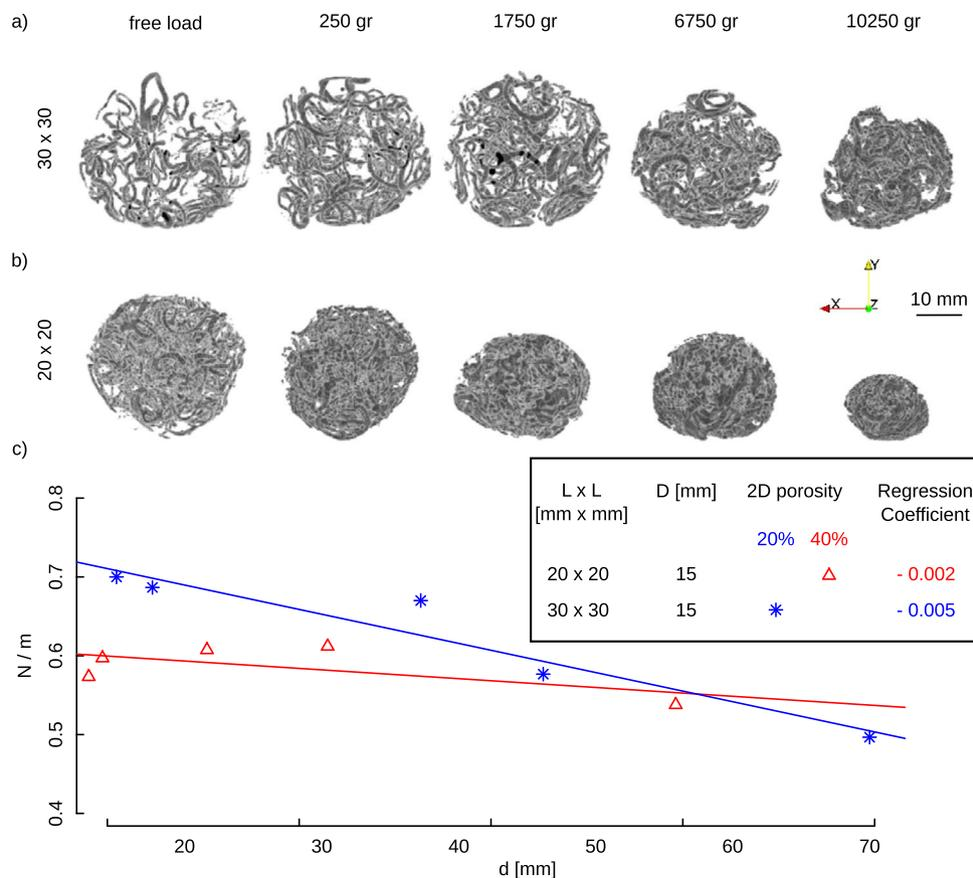 a) free load 250 gr 1750 gr 6750 gr 10250 gr
30 x 30
b)
Y
X Z 10 mm
20 x 20
c)
L x L D [mm] 2D porosity Regression
[mm x mm] Coefficient
20% 40%
20 x 20 15 - 0.002
30 x 30 15 - 0.005
N / m
0.8
0.7
0.6
0.5
0.4
20 30 40 50 60 70
d [mm]